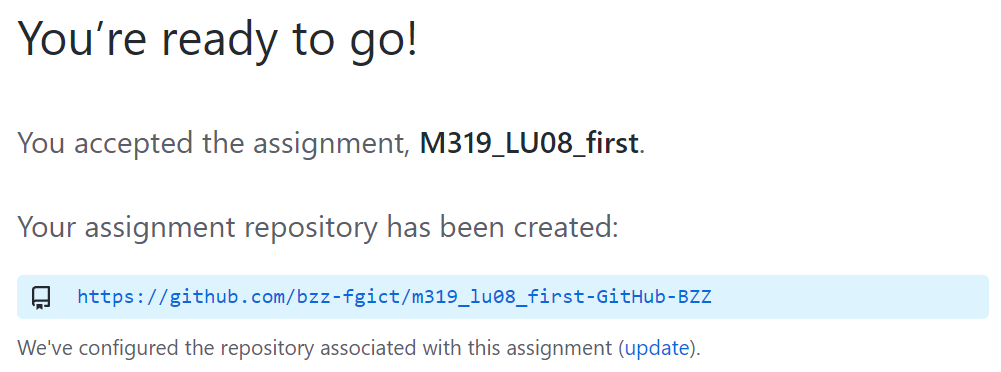 You’re ready to go!
You accepted the assignment, M319_LU08_first.
Your assignment repository has been created:
https://github.com/bzz-fgict/m319_lu08_first-GitHub-BZZ
We've configured the repository associated with this assignment (update).